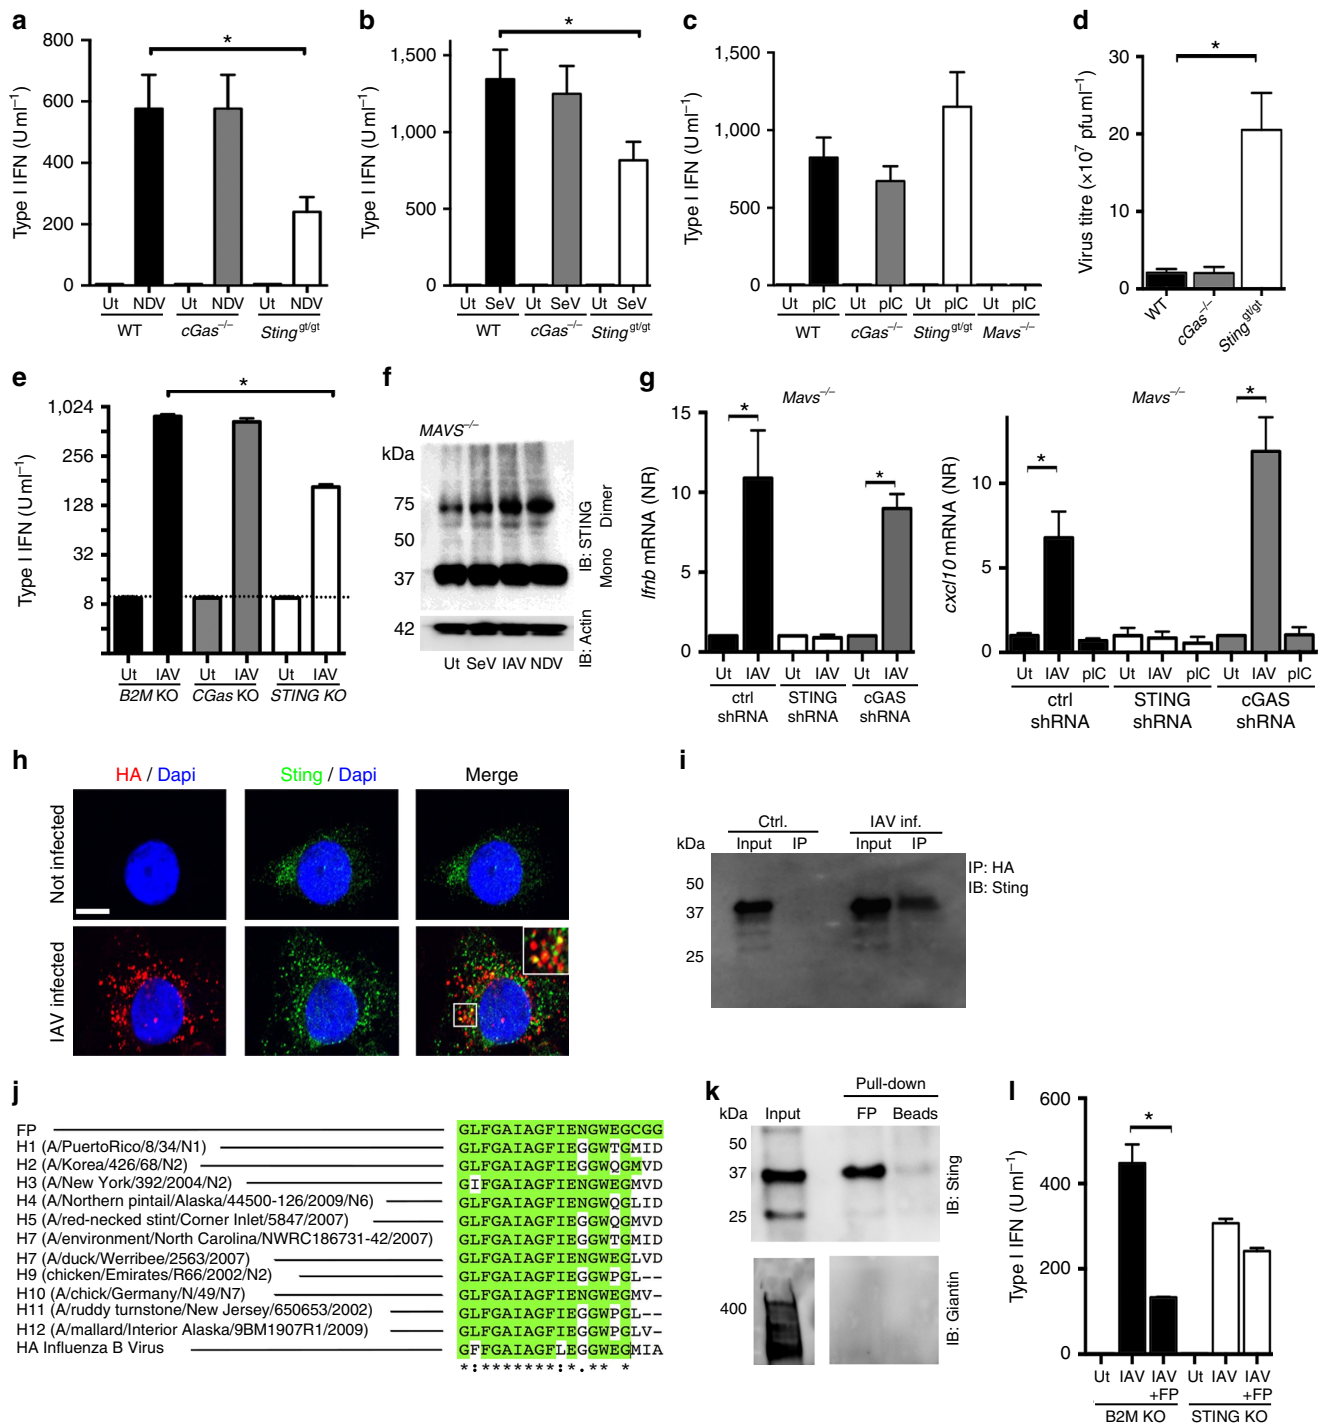 a
*
800
600
400
200
0
Type I IFN (U ml⁻¹)
Ut NDV Ut NDV Ut NDV
WT cGas⁻/⁻ Sting^gt/gt
b
*
1,500
1,000
500
0
Type I IFN (U ml⁻¹)
Ut SeV Ut SeV Ut SeV
WT cGas⁻/⁻ Sting^gt/gt
c
1,500
1,000
500
0
Type I IFN (U ml⁻¹)
Ut pIC Ut pIC Ut pIC Ut pIC
WT cGas⁻/⁻ Sting^gt/gt Mavs⁻/⁻
d
*
30
20
10
0
Virus titre (×10⁷ pfu ml⁻¹)
WT
cGas⁻/⁻
Sting^gt/gt
e
*
1,024
256
128
32
8
Type I IFN (U ml⁻¹)
Ut IAV Ut IAV Ut IAV
B2M KO CGas KO STING KO
f
MAVS⁻/⁻
kDa
75
50
37
42
Dimer
Mono
IB: STING
IB: Actin
Ut SeV IAV NDV
g
Mavs⁻/⁻
* *
15
10
5
0
Ifnb mRNA (NR)
Ut IAV Ut IAV Ut IAV
ctrl shRNA STING shRNA cGAS shRNA
Mavs⁻/⁻
* *
10
5
0
cxcl10 mRNA (NR)
Ut IAV pIC Ut IAV pIC Ut IAV pIC
ctrl shRNA STING shRNA cGAS shRNA
h
HA / Dapi Sting / Dapi Merge
Not infected
IAV infected
i
Ctrl. IAV inf.
kDa Input IP Input IP
IP: HA
IB: Sting
50
37
25
j
FP GLFGAIAGFIENGWEGCGG
H1 (A/PuertoRico/8/34/N1) GLFGAIAGFIEGGWTGMID
H2 (A/Korea/426/68/N2) GLFGAIAGFIEGGWQGMVD
H3 (A/New York/392/2004/N2) GIFGAIAGFIENGWEGMVD
H4 (A/Northern pintail/Alaska/44500-126/2009/N6) GLFGAIAGFIENGWQGLID
H5 (A/red-necked stint/Corner Inlet/5847/2007) GLFGAIAGFIEGGWQGMVD
H7 (A/environment/North Carolina/NWRC186731-42/2007) GLFGAIAGFIEGGWTGMID
H7 (A/duck/Werribee/2563/2007) GLFGAIAGFIENGWEGLVD
H9 (chicken/Emirates/R66/2002/N2) GLFGAIAGFIEGGWPGL--
H10 (A/chick/Germany/N/49/N7) GLFGAIAGFIENGWEGMV-
H11 (A/ruddy turnstone/New Jersey/650653/2002) GLFGAIAGFIEGGWPGL--
H12 (A/mallard/Interior Alaska/9BM1907R1/2009) GLFGAIAGFIEGGWPGLV-
HA Influenza B Virus GFFGAIAGFLEGGWEGMIA
*:*******:*.** *
k
Pull-down
kDa Input FP Beads
50
37
25
IB: Sting
400
IB: Giantin
l
*
600
400
200
0
Type I IFN (U ml⁻¹)
Ut IAV IAV +FP Ut IAV IAV +FP
B2M KO STING KO